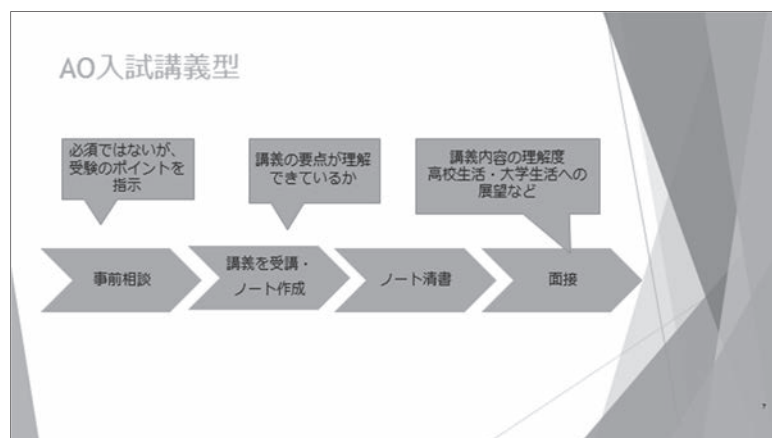 AO入試講義型
必須ではないが、
受験のポイントを
指示
講義の要点が理解
できているか
講義内容の理解度
高校生活・大学生活への
展望など
事前相談
講義を受講・
ノート作成
ノート清書
面接
7